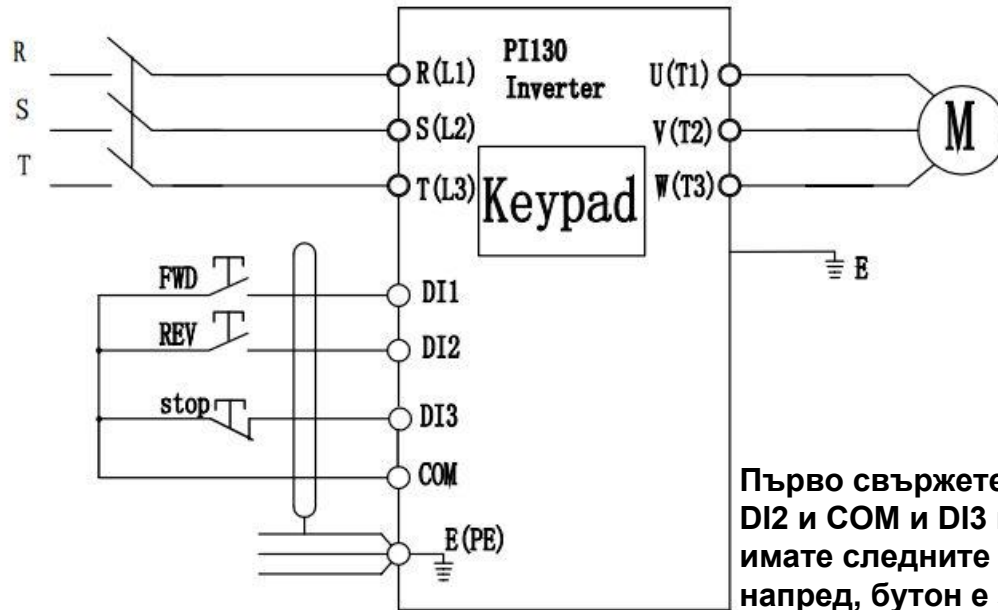 R
S
T
PI130
Inverter
R(L1)
S(L2)
T(L3)
U(T1)
V(T2)
W(T3)
M
Keypad
E
FWD
REV
stop
DI1
DI2
DI3
COM
E(PE)
Първо свържете
DI2 и COM и DI3
имате следните
напред, бутон е